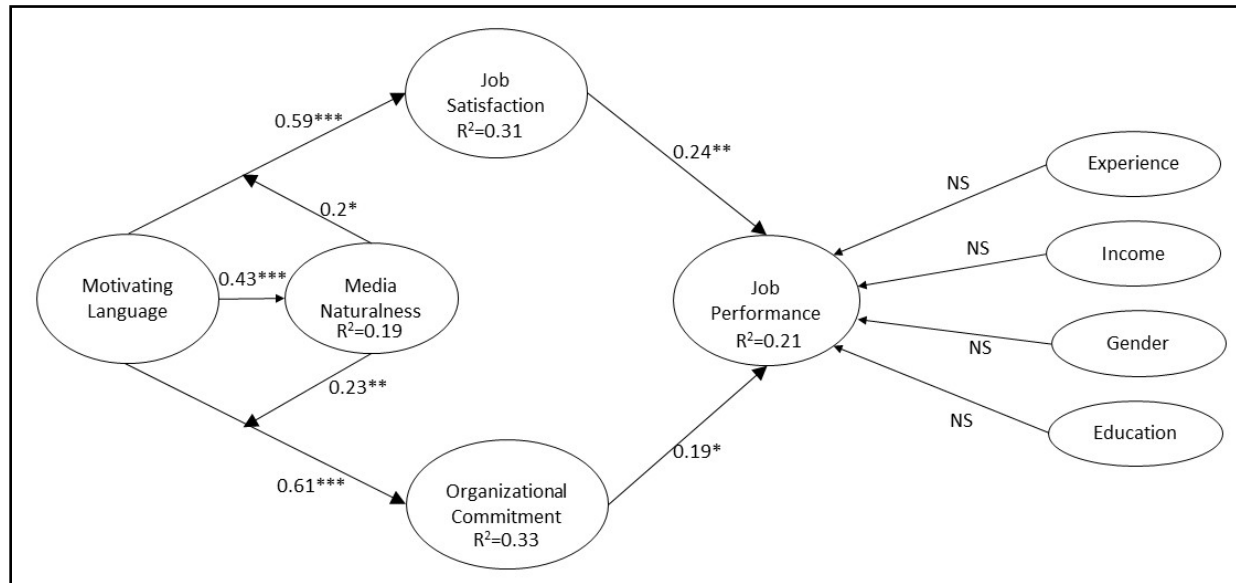 Job
Satisfaction
R²=0.31
0.59***
0.24**
Experience
NS
0.2*
Motivating
Language
0.43***
Media
Naturalness
R²=0.19
Job
Performance
R²=0.21
NS
Income
NS
Gender
0.23**
NS
Education
0.61***
Organizational
Commitment
R²=0.33
0.19*